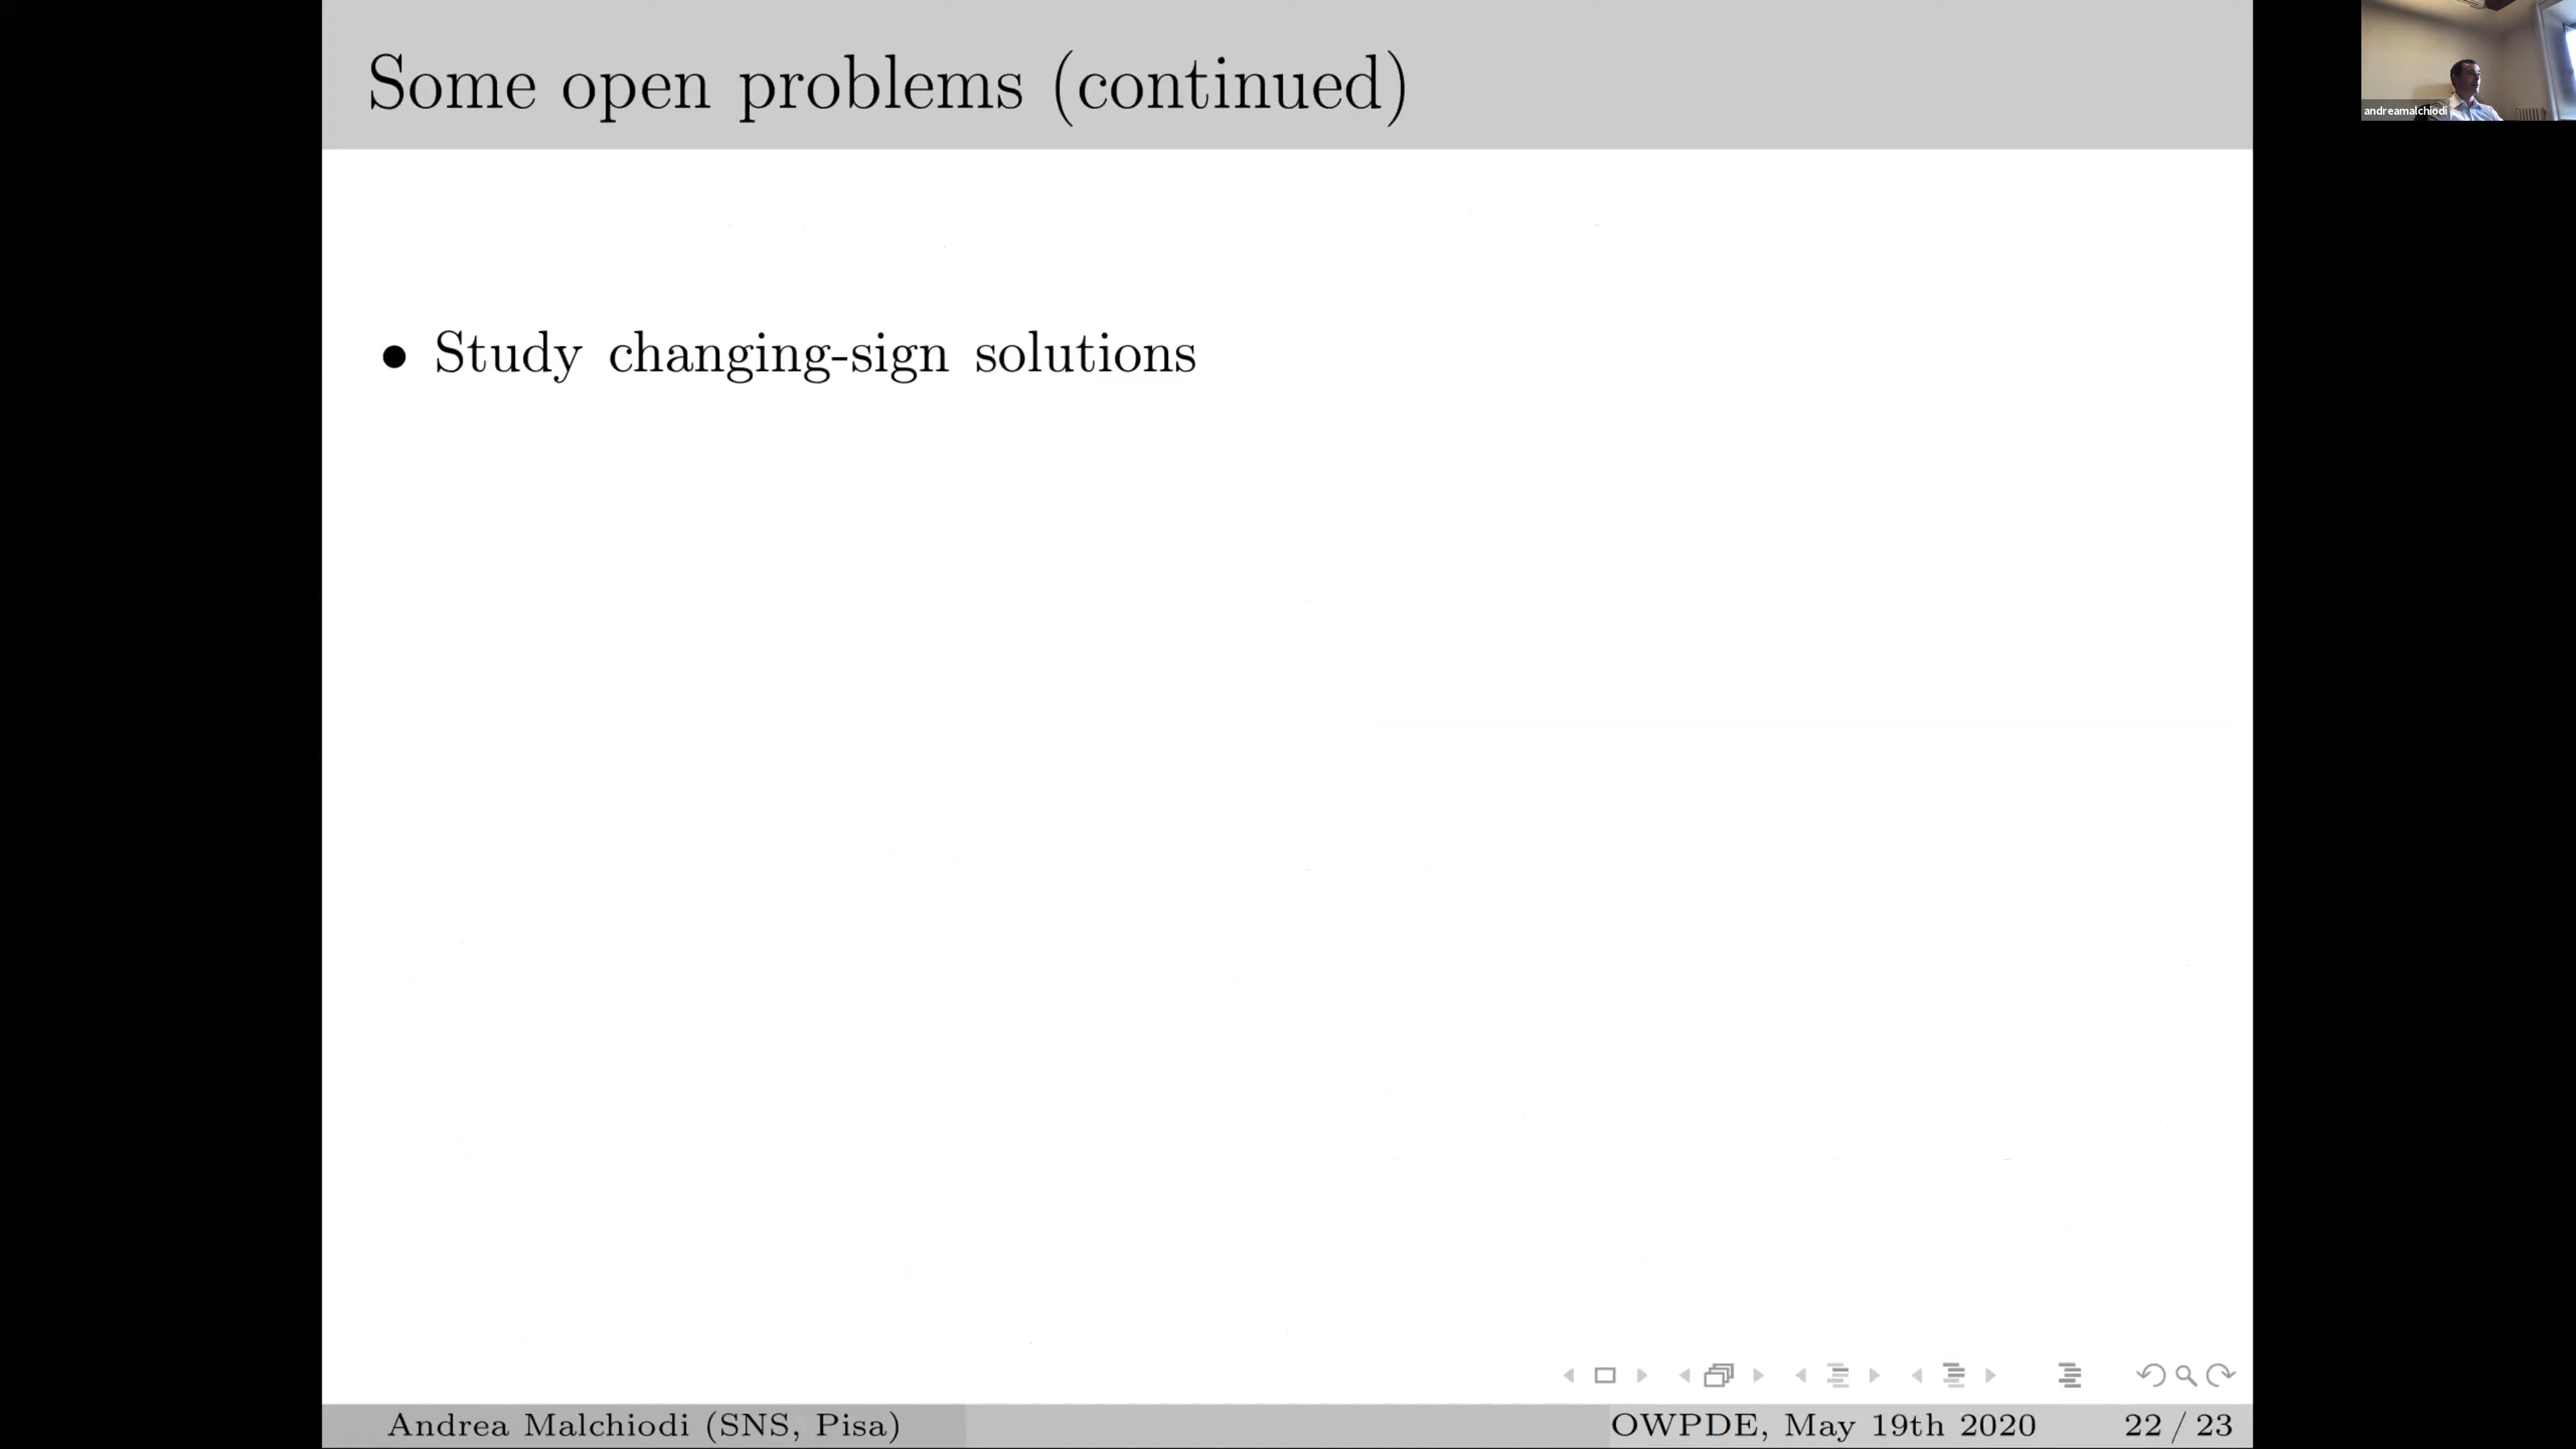 Some open problems (continued)
andreamalchiodi
• Study changing-sign solutions
Andrea Malchiodi (SNS, Pisa)
OWPDE, May 19th 2020
22 / 23